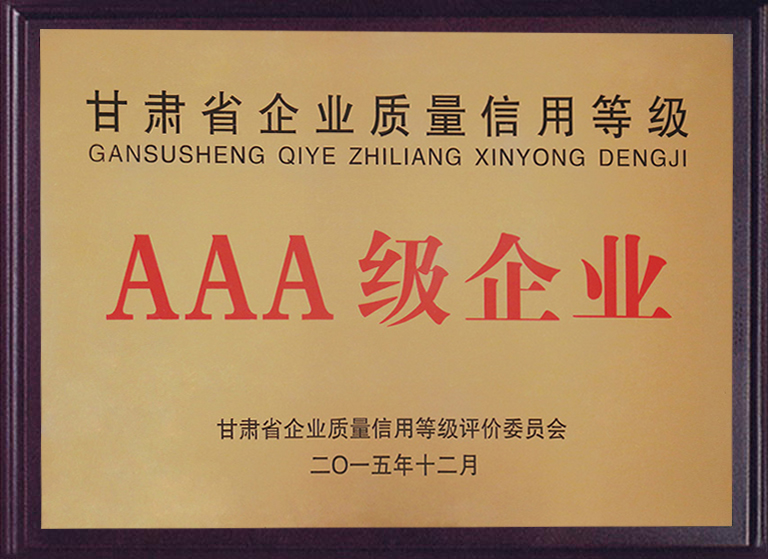 甘肃省企业质量信用等级
GANSUSHENG QIYE ZHILIANG XINYONG DENGJI
AAA级企业
甘肃省企业质量信用等级评价委员会
二〇一五年十二月